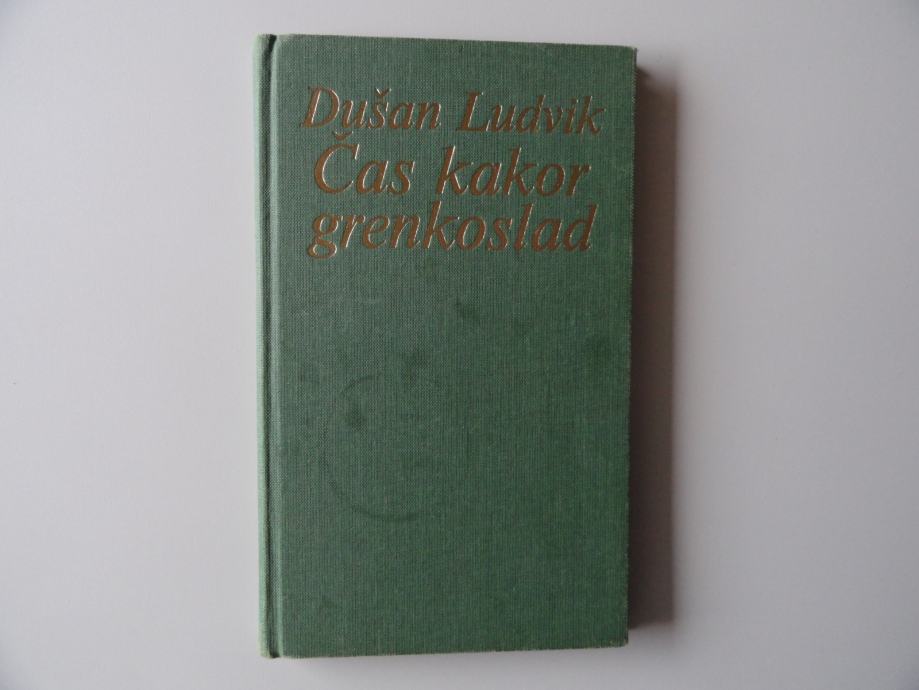 Dušan Ludvik
Čas kakor
grenkoslad